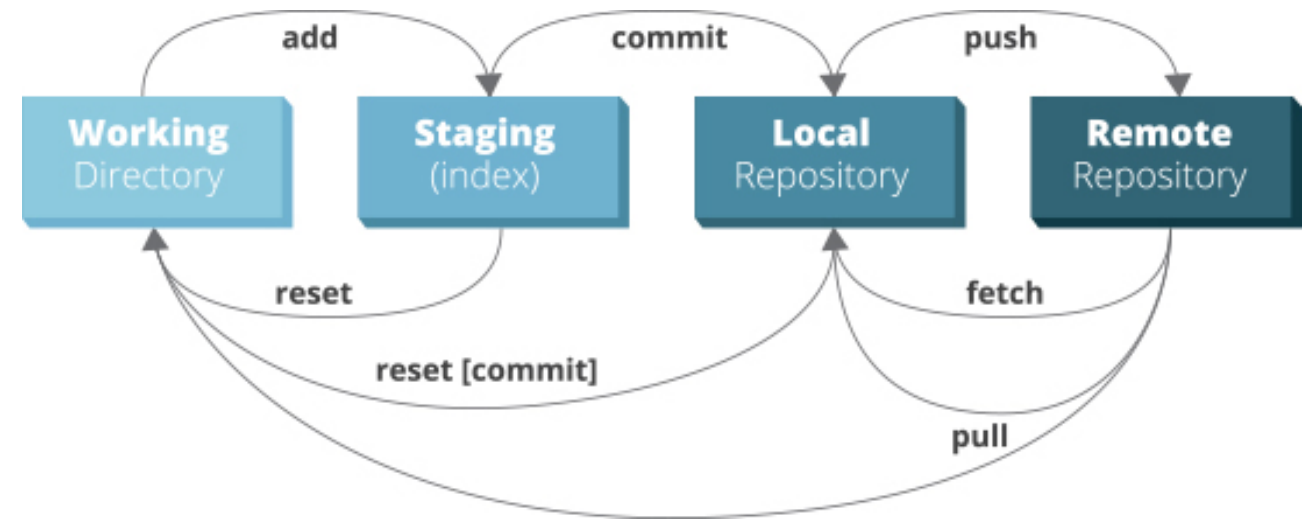 add
commit
push
Working
Directory
Staging
(index)
Local
Repository
Remote
Repository
reset
fetch
reset [commit]
pull